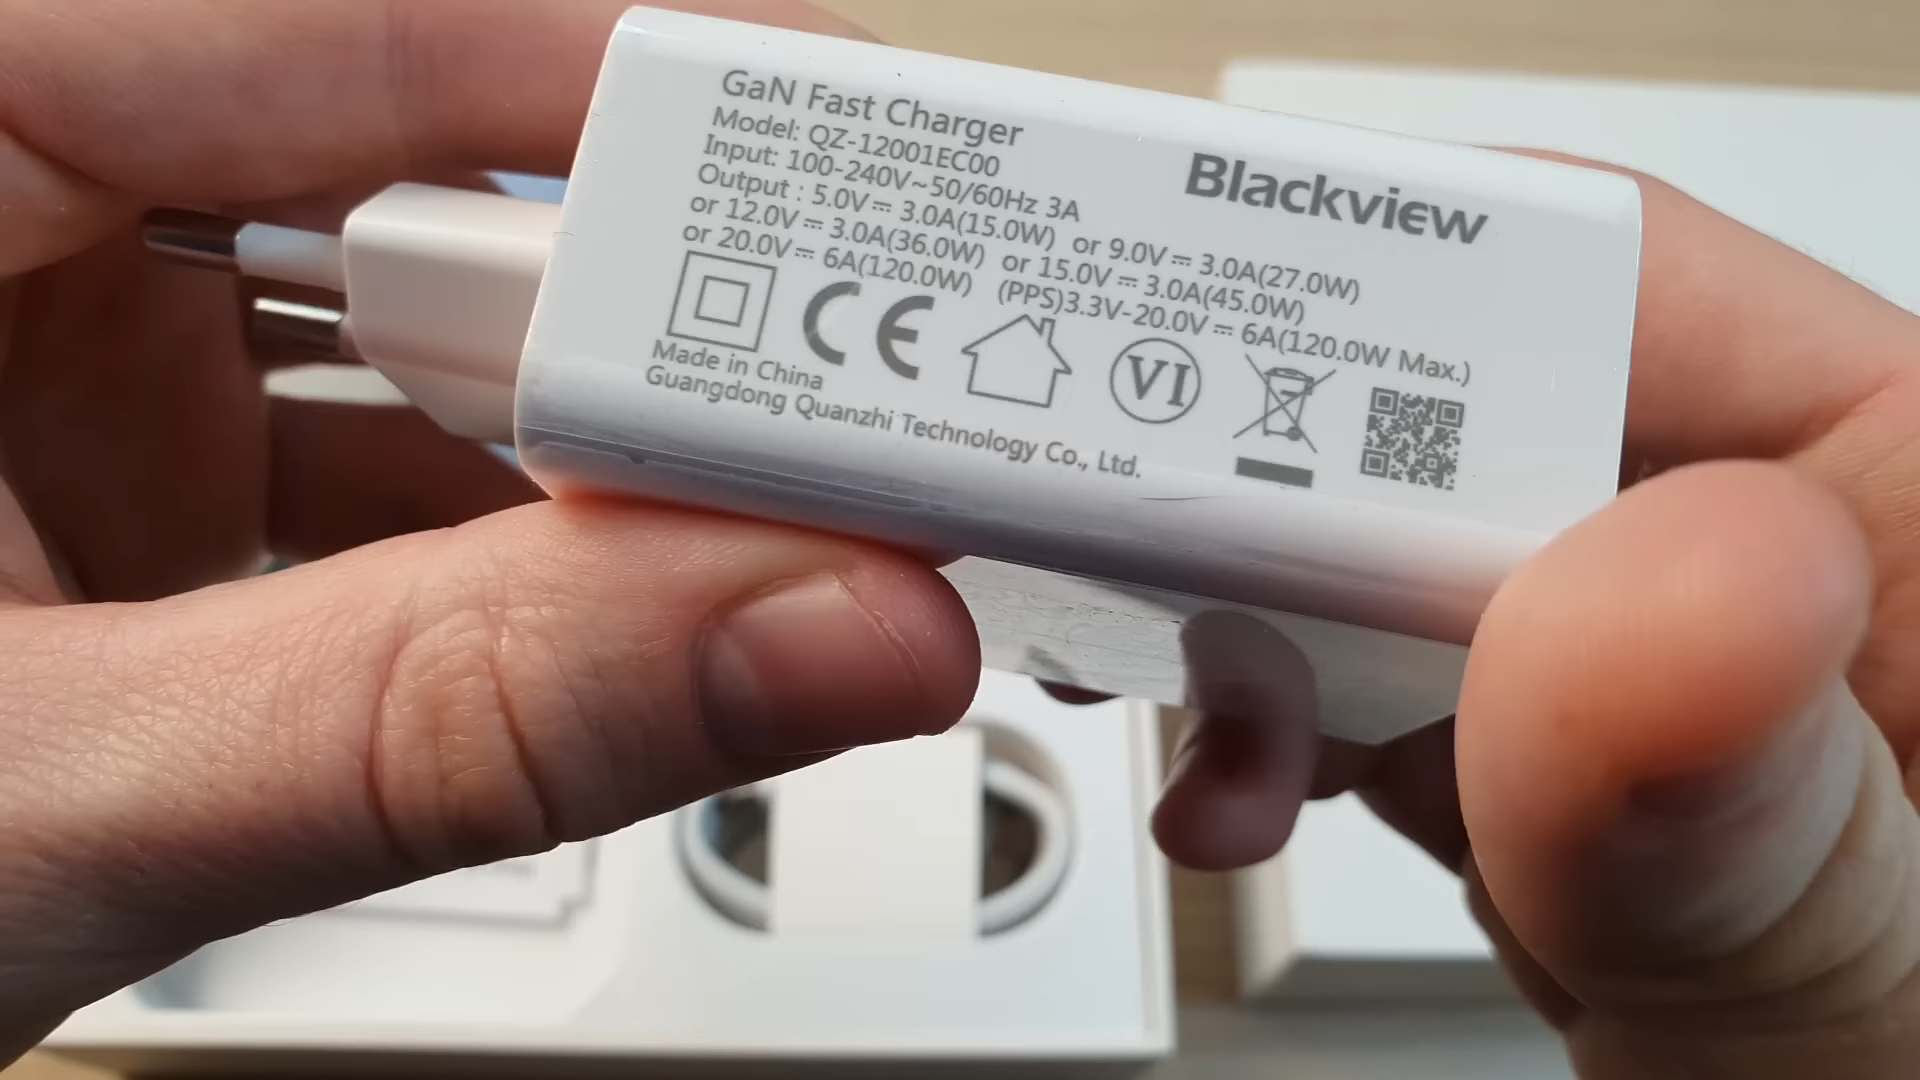 GaN Fast Charger
Model: QZ-12001EC00
Input: 100-240V~50/60Hz 3A
Output : 5.0V⎓3.0A(15.0W) or 9.0V⎓3.0A(27.0W)
or 12.0V⎓3.0A(36.0W) or 15.0V⎓3.0A(45.0W)
or 20.0V⎓6A(120.0W) (PPS)3.3V-20.0V⎓6A(120.0W Max.)
Blackview
CE
VI
Made in China
Guangdong Quanzhi Technology Co., Ltd.